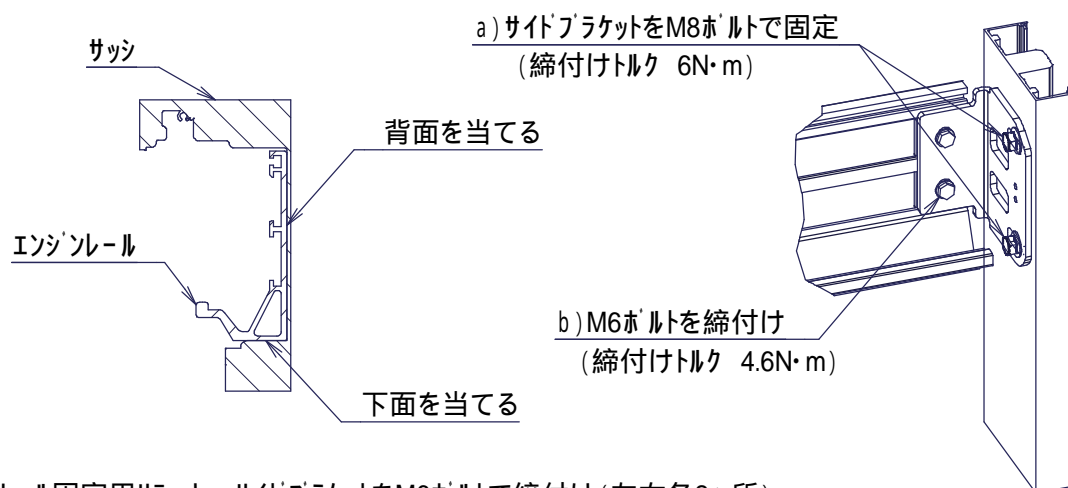 サッシ
背面を当てる
エンジンレール
下面を当てる
a)サイドブラケットをM8ボルトで固定
(締付けトルク 6N･m)
b)M6ボルトを締付け
(締付けトルク 4.6N･m)